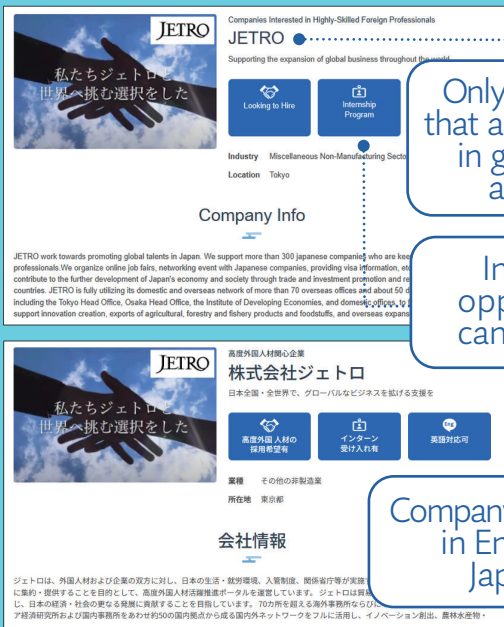 JETRO
私たちジェトロと
世界へ挑む選択をした
Companies Interested in Highly-Skilled Foreign Professionals
JETRO
Supporting the expansion of global business throughout the world
Looking to Hire
Internship
Program
Industry Miscellaneous Non-Manufacturing Secto
Location Tokyo
Only
that a
in g
a
Company Info
JETRO work towards promoting global talents in Japan. We support more than 300 japanese companies who are kee
professionals.We organize online job fairs, networking event with Japanese companies, providing visa information, etc
contribute to the further development of Japan's economy and society through trade and investment promotion and re
countries. JETRO is fully utilizing its domestic and overseas network of more than 70 overseas offices and about 50 d
including the Tokyo Head Office, Osaka Head Office, the Institute of Developing Economies, and domestic offices, to f
support innovation creation, exports of agricultural, forestry and fishery products and foodstuffs, and overseas expans
In
opp
can
JETRO
私たちジェトロと
世界へ挑む選択をした
高度外国人材関心企業
株式会社ジェトロ
日本全国・全世界で、グローバルなビジネスを拡げる支援を
高度外国人材の
採用希望有
インターン
受け入れ有
Eng
英語対応可
業種 その他の非製造業
所在地 東京都
Company
in En
Jap
会社情報
ジェトロは、外国人材および企業の双方に対し、日本の生活・就労環境、入管制度、関係省庁等が実施す
に集約・提供することを目的として、高度外国人材活躍推進ポータルを運営しています。 ジェトロは貿易
じ、日本の経済・社会の更なる発展に貢献することを目指しています。 70カ所を超える海外事務所ならびに
ア経済研究所および国内事務所をあわせ約50の国内拠点から成る国内外ネットワークをフルに活用し、イノベーション創出、農林水産物・